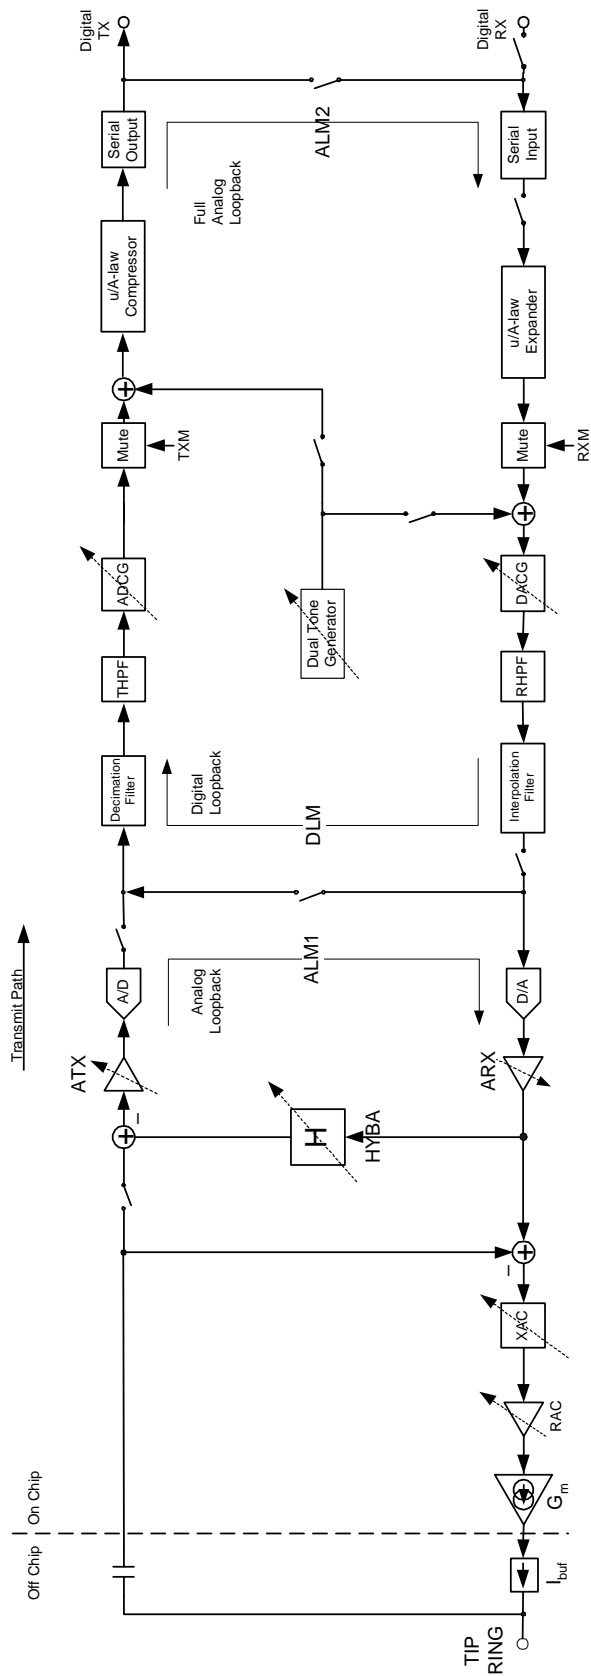 Off Chip
On Chip
Transmit Path
TIP
RING
Ibuf
Gm
RAC
XAC
–
+
HYBA
H
+
–
ATX
ARX
A/D
D/A
Analog
Loopback
ALM1
Decimation
Filter
Digital
Loopback
DLM
Interpolation
Filter
THPF
RHPF
ADCG
Dual Tone
Generator
DACG
+
Mute
TXM
Mute
RXM
+
u/A-law
Compressor
u/A-law
Expander
Full
Analog
Loopback
ALM2
Serial
Output
Serial
Input
Digital
TX
Digital
RX